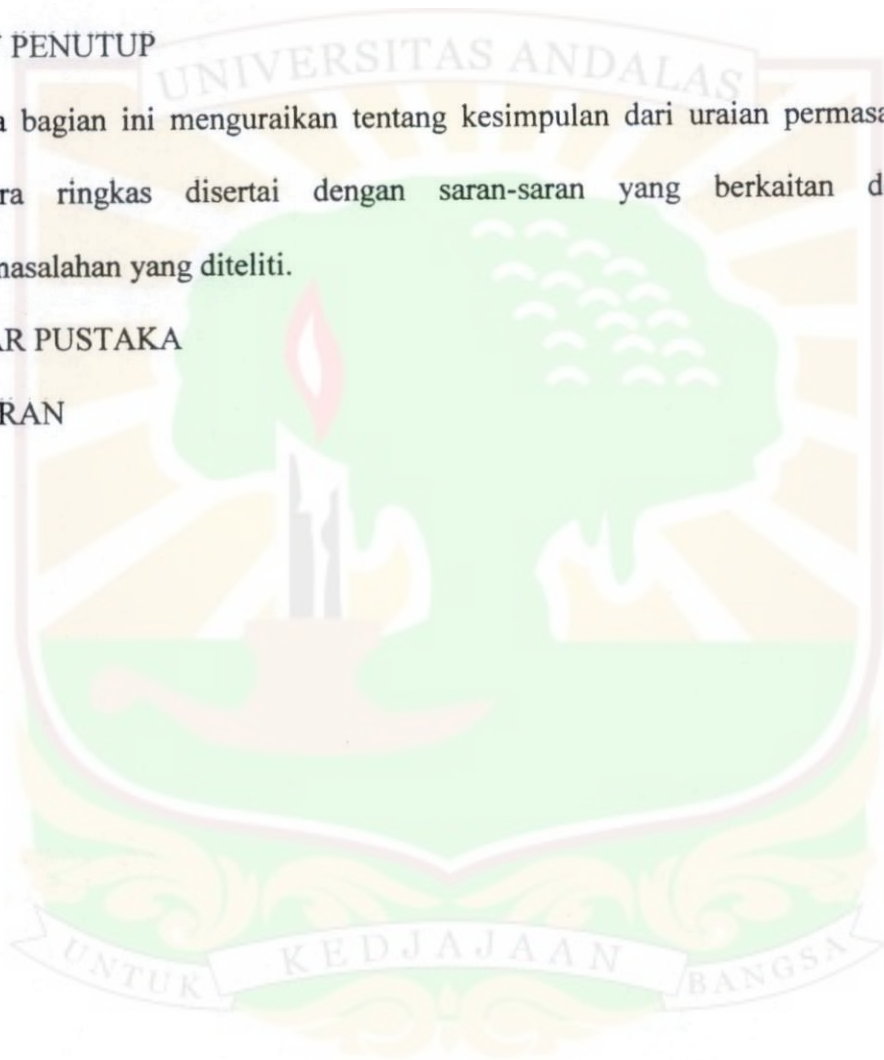 PENUTUP
UNIVERSITAS ANDALAS
a bagian ini menguraikan tentang kesimpulan dari uraian permasa
ra ringkas disertai dengan saran-saran yang berkaitan d
nasalahan yang diteliti.
AR PUSTAKA
RAN
UNTUK KEDJAJAAN BANGSA